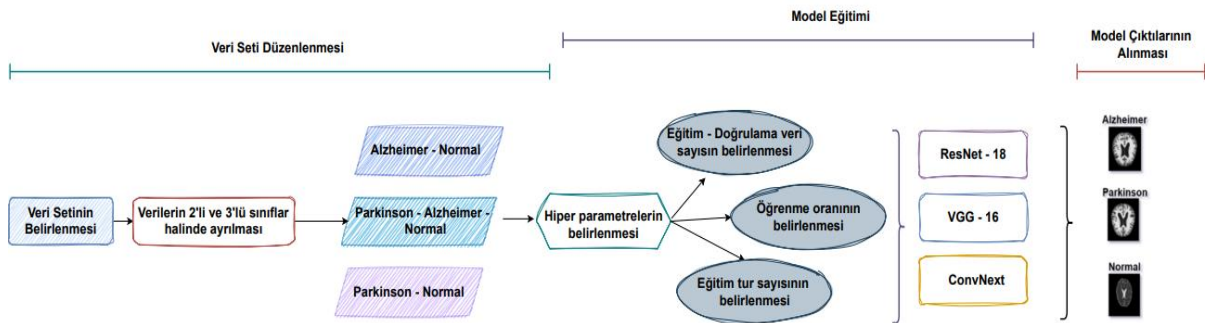 Veri Seti Düzenlenmesi
Model Eğitimi
Model Çıktılarının
Alınması
Veri Setinin
Belirlenmesi
Verilerin 2'li ve 3'lü sınıflar
halinde ayrılması
Alzheimer - Normal
Parkinson - Alzheimer -
Normal
Parkinson - Normal
Hiper parametrelerin
belirlenmesi
Eğitim - Doğrulama veri
sayısın belirlenmesi
Öğrenme oranının
belirlenmesi
Eğitim tur sayısının
belirlenmesi
ResNet - 18
VGG - 16
ConvNext
Alzheimer
Parkinson
Normal